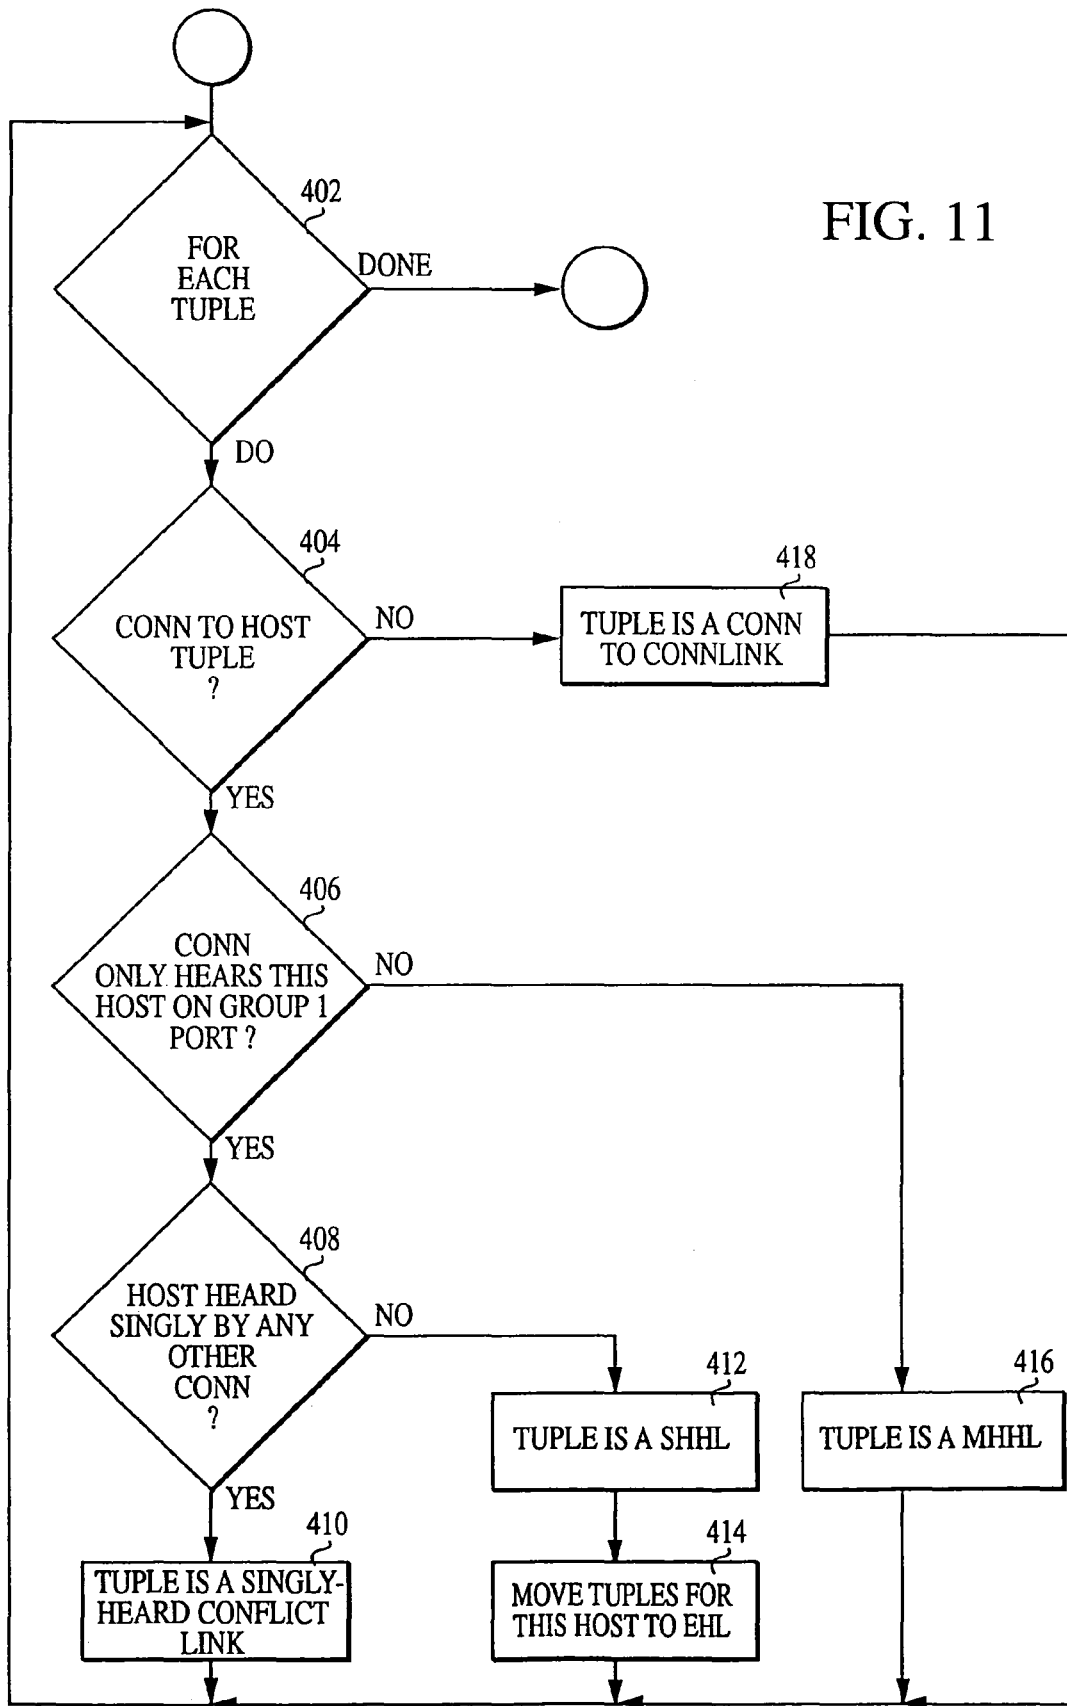 FIG. 11
402
FOR
EACH
TUPLE
DONE
DO
404
CONN TO HOST
TUPLE
?
NO
418
TUPLE IS A CONN
TO CONNLINK
YES
406
CONN
ONLY HEARS THIS
HOST ON GROUP 1
PORT ?
NO
YES
408
HOST HEARD
SINGLY BY ANY
OTHER
CONN
?
NO
412
TUPLE IS A SHHL
416
TUPLE IS A MHHL
YES
410
TUPLE IS A SINGLY-
HEARD CONFLICT
LINK
414
MOVE TUPLES FOR
THIS HOST TO EHL